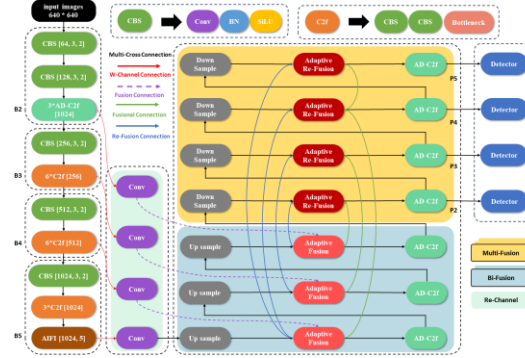 input images
640 * 640
CBS [64, 3, 2]
CBS [128, 3, 2]
B2
3*AD-C2f
[1024]
CBS [256, 3, 2]
B3
6*C2f [256]
CBS [512, 3, 2]
B4
6*C2f [512]
CBS [1024, 3, 2]
3*C2f [1024]
B5
AIFI [1024, 5]
CBS
Conv
BN
SiLU
C2f
CBS
CBS
Bottleneck
Multi-Cross Connection
W-Channel Connection
Fusion Connection
Fusional Connection
Re-Fusion Connection
Conv
Conv
Conv
Conv
Down
Sample
Adaptive
Re-Fusion
AD-C2f
P5
Detector
Down
Sample
Adaptive
Re-Fusion
AD-C2f
P4
Detector
Down
Sample
Adaptive
Re-Fusion
AD-C2f
P3
Detector
Down
Sample
Adaptive
Re-Fusion
AD-C2f
P2
Detector
Up sample
Adaptive
Fusion
AD-C2f
Up sample
Adaptive
Fusion
AD-C2f
Up sample
Adaptive
Fusion
AD-C2f
Multi-Fusion
Bi-Fusion
Re-Channel